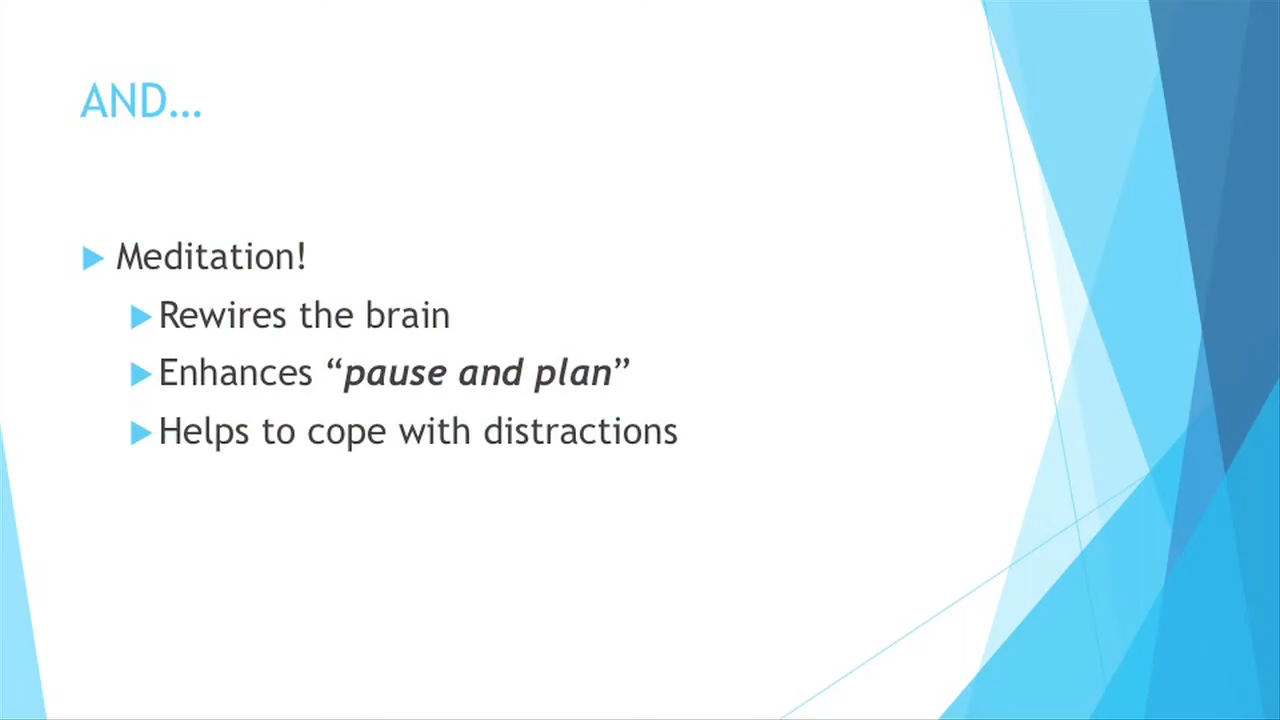 AND…
Meditation!
Rewires the brain
Enhances “pause and plan”
Helps to cope with distractions